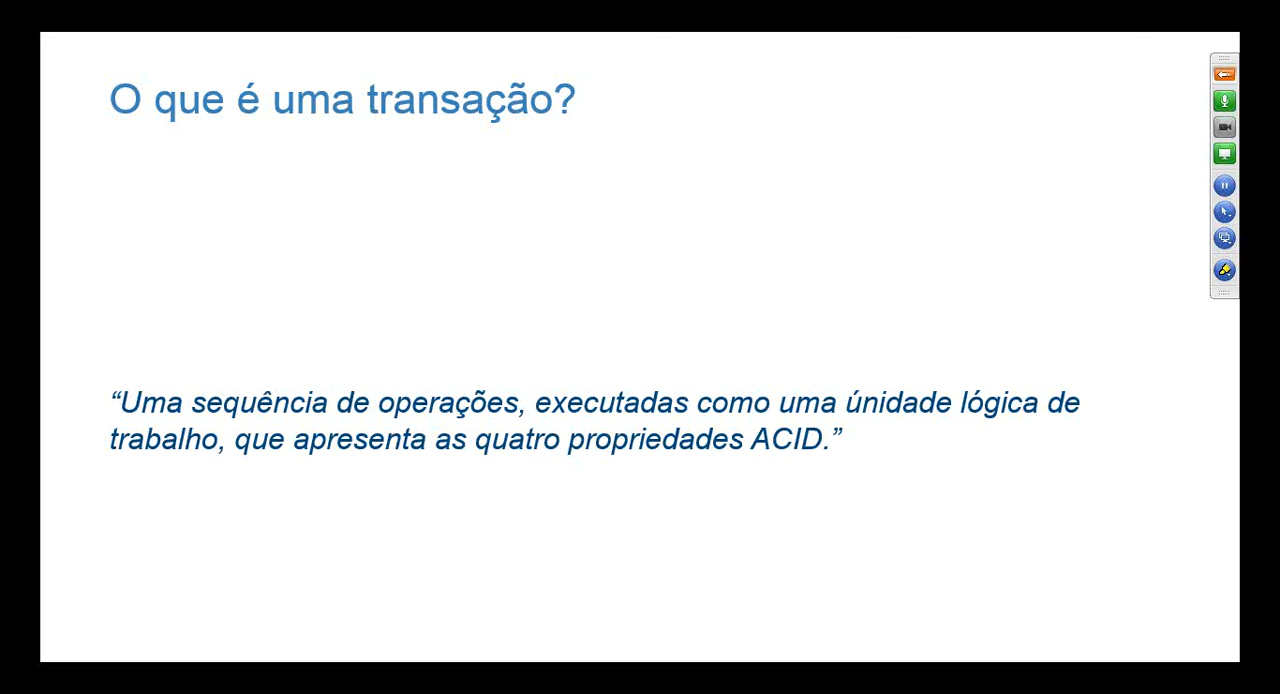 O que é uma transação?
“Uma sequência de operações, executadas como uma únidade lógica de
trabalho, que apresenta as quatro propriedades ACID.”